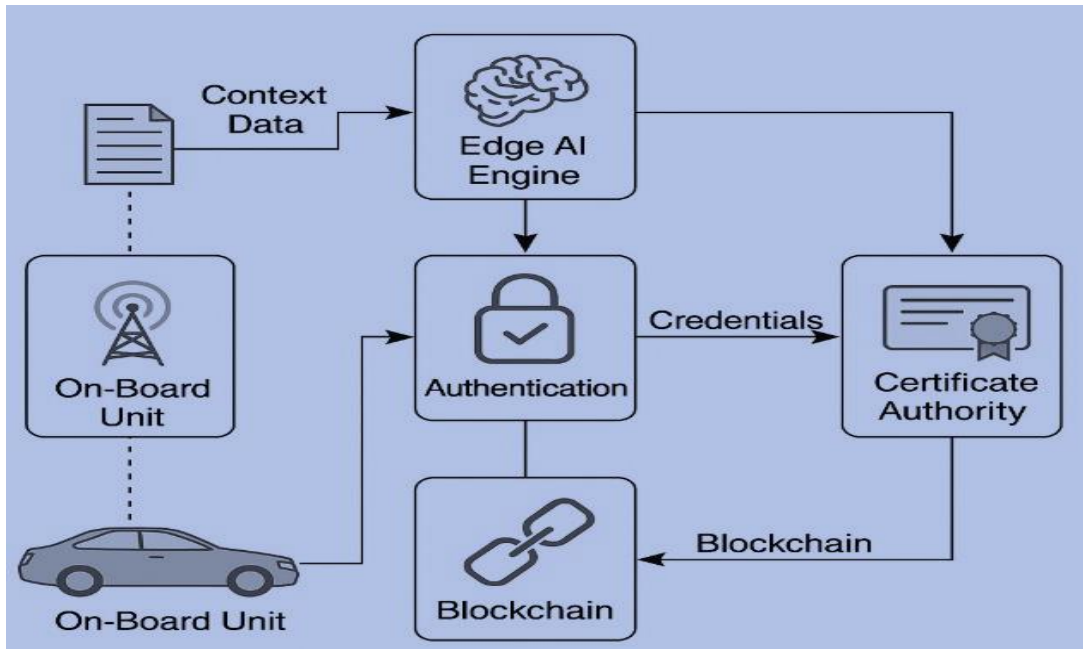 Context
Data
Edge AI
Engine
On-Board
Unit
Authentication
Credentials
Certificate
Authority
Blockchain
Blockchain
On-Board Unit